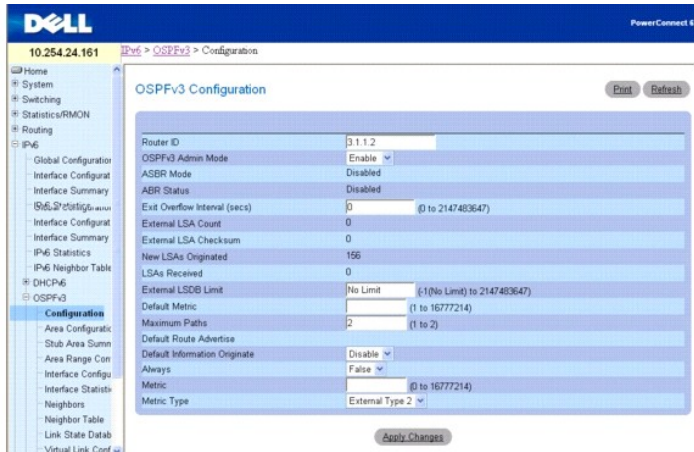 DELL
PowerConnect 6
10.254.24.161
IPv6 > OSPFv3 > Configuration
Home
System
Switching
Statistics/RMON
Routing
IPv6
Global Configuration
Interface Configurat
Interface Summary
Interface Configurat
Interface Summary
IPv6 Statistics
IPv6 Neighbor Table
DHCPv6
OSPFv3
Configuration
Area Configuratic
Stub Area Summ
Area Range Con
Interface Configu
Interface Statisti
Neighbors
Neighbor Table
Link State Datab
Virtual Link Conf
OSPFv3 Configuration
Print Refresh
Router ID 3.1.1.2
OSPFv3 Admin Mode Enable
ASBR Mode Disabled
ABR Status Disabled
Exit Overflow Interval (secs) 0 (0 to 2147483647)
External LSA Count 0
External LSA Checksum 0
New LSAs Originated 156
LSAs Received 0
External LSDB Limit No Limit (-1(No Limit) to 2147483647)
Default Metric (1 to 16777214)
Maximum Paths 2 (1 to 2)
Default Route Advertise
Default Information Originate Disable
Always False
Metric (0 to 16777214)
Metric Type External Type 2
Apply Changes